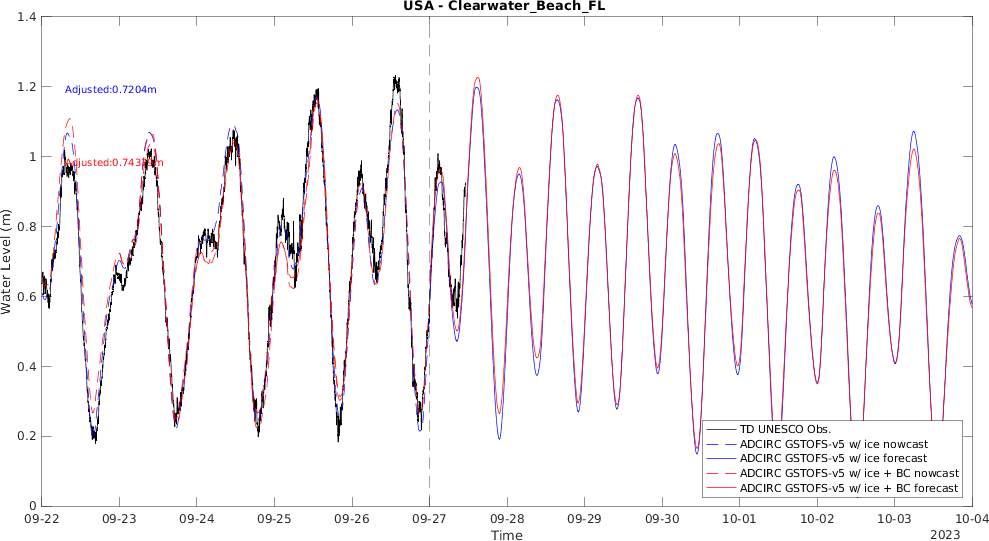 USA - Clearwater_Beach_FL
1.4
1.2
1
0.8
0.6
0.4
0.2
0
Water Level (m)
Adjusted:0.7204m
TD UNESCO Obs.
ADCIRC GSTOFS-v5 w/ ice nowcast
ADCIRC GSTOFS-v5 w/ ice forecast
ADCIRC GSTOFS-v5 w/ ice + BC nowcast
ADCIRC GSTOFS-v5 w/ ice + BC forecast
09-22 09-23 09-24 09-25 09-26 09-27 09-28 09-29 09-30 10-01 10-02 10-03 10-04
Time
2023